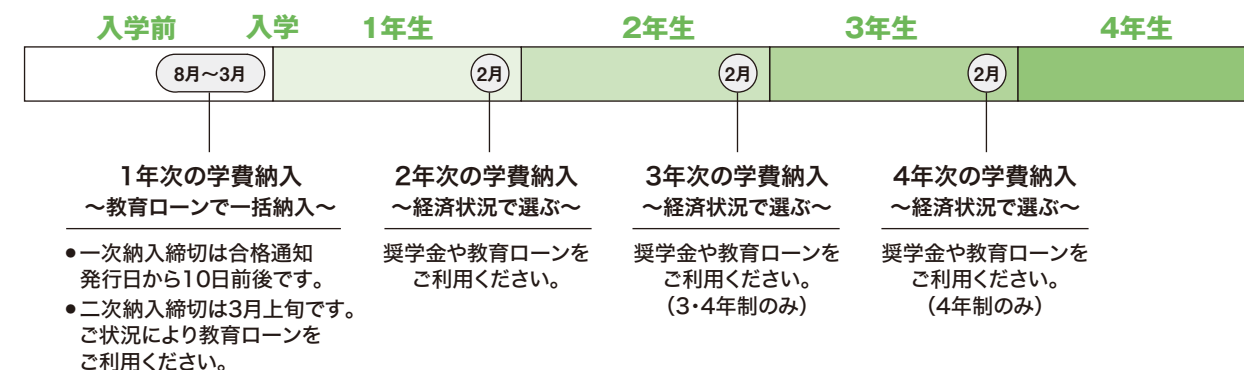 入学前
入学
1年生
2年生
3年生
4年生
8月〜3月
2月
2月
2月
1年次の学費納入
〜教育ローンで一括納入〜
●一次納入締切は合格通知
発行日から10日前後です。
●二次納入締切は3月上旬です。
ご状況により教育ローンを
ご利用ください。
2年次の学費納入
〜経済状況で選ぶ〜
奨学金や教育ローンを
ご利用ください。
3年次の学費納入
〜経済状況で選ぶ〜
奨学金や教育ローンを
ご利用ください。
（3・4年制のみ）
4年次の学費納入
〜経済状況で選ぶ〜
奨学金や教育ローンを
ご利用ください。
（4年制のみ）